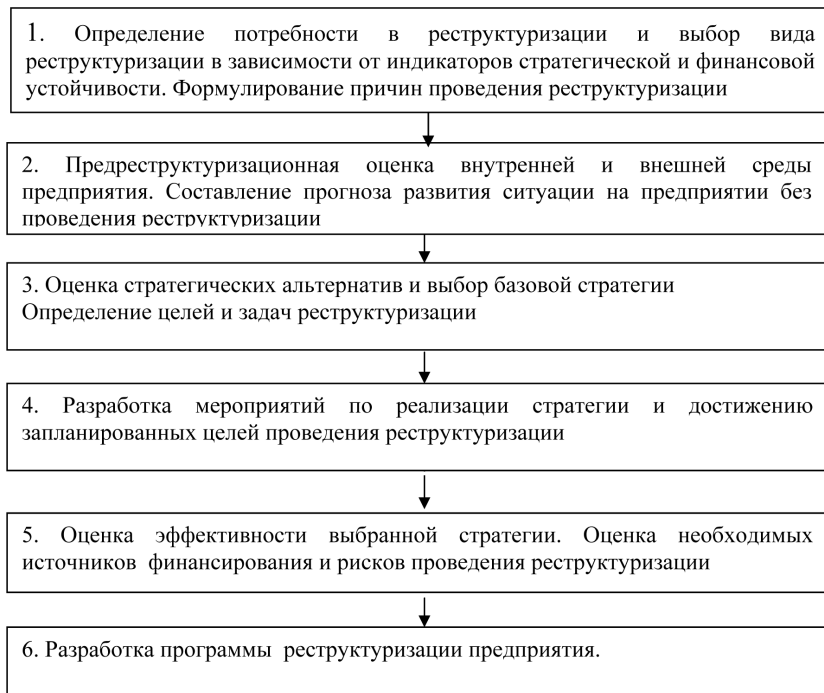 1. Определение потребности в реструктуризации и выбор вида
реструктуризации в зависимости от индикаторов стратегической и финансовой
устойчивости. Формулирование причин проведения реструктуризации
2. Предреструктуризационная оценка внутренней и внешней среды
предприятия. Составление прогноза развития ситуации на предприятии без
проведения реструктуризации
3. Оценка стратегических альтернатив и выбор базовой стратегии
Определение целей и задач реструктуризации
4. Разработка мероприятий по реализации стратегии и достижению
запланированных целей проведения реструктуризации
5. Оценка эффективности выбранной стратегии. Оценка необходимых
источников финансирования и рисков проведения реструктуризации
6. Разработка программы реструктуризации предприятия.